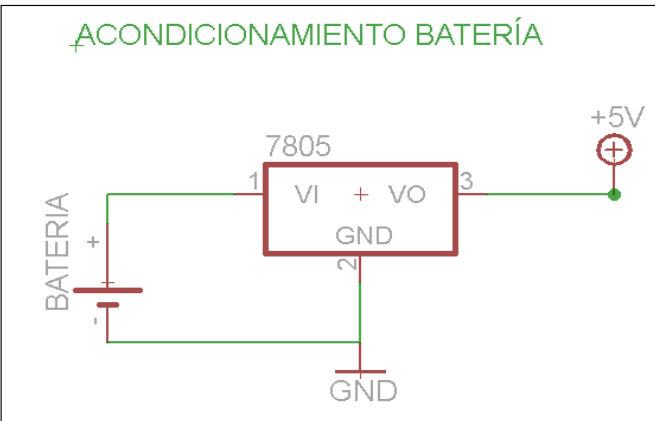 ACONDICIONAMIENTO BATERÍA
+5V
7805
1
VI
VO
3
GND
2
BATERIA
+
-
GND